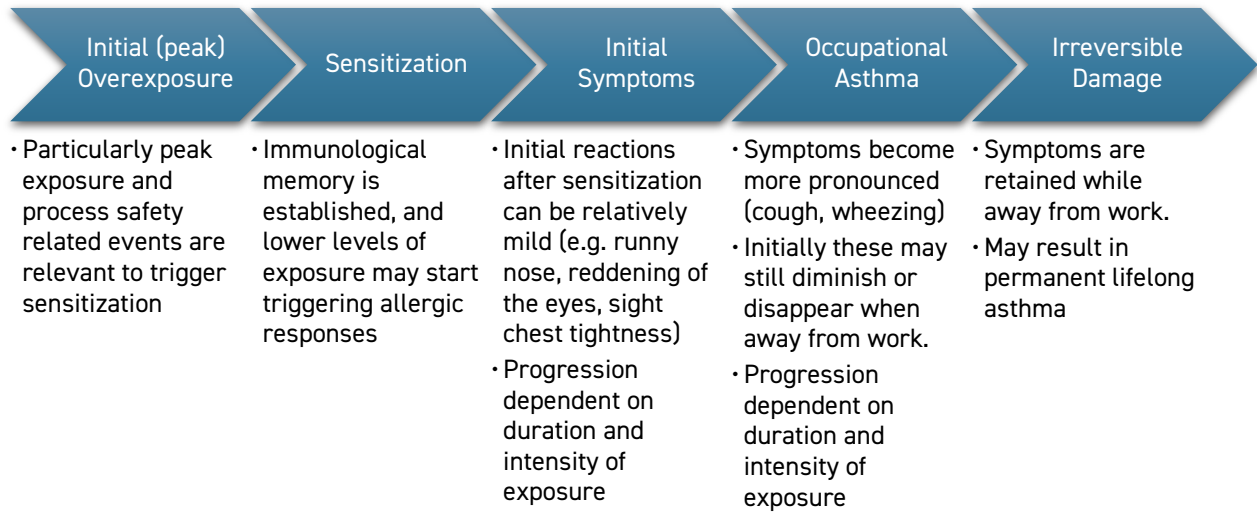 Initial (peak)
Overexposure
Sensitization
Initial
Symptoms
Occupational
Asthma
Irreversible
Damage
· Particularly peak
exposure and
process safety
related events are
relevant to trigger
sensitization
· Immunological
memory is
established, and
lower levels of
exposure may start
triggering allergic
responses
· Initial reactions
after sensitization
can be relatively
mild (e.g. runny
nose, reddening of
the eyes, sight
chest tightness)
· Progression
dependent on
duration and
intensity of
exposure
· Symptoms become
more pronounced
(cough, wheezing)
· Initially these may
still diminish or
disappear when
away from work.
· Progression
dependent on
duration and
intensity of
exposure
· Symptoms are
retained while
away from work.
· May result in
permanent lifelong
asthma